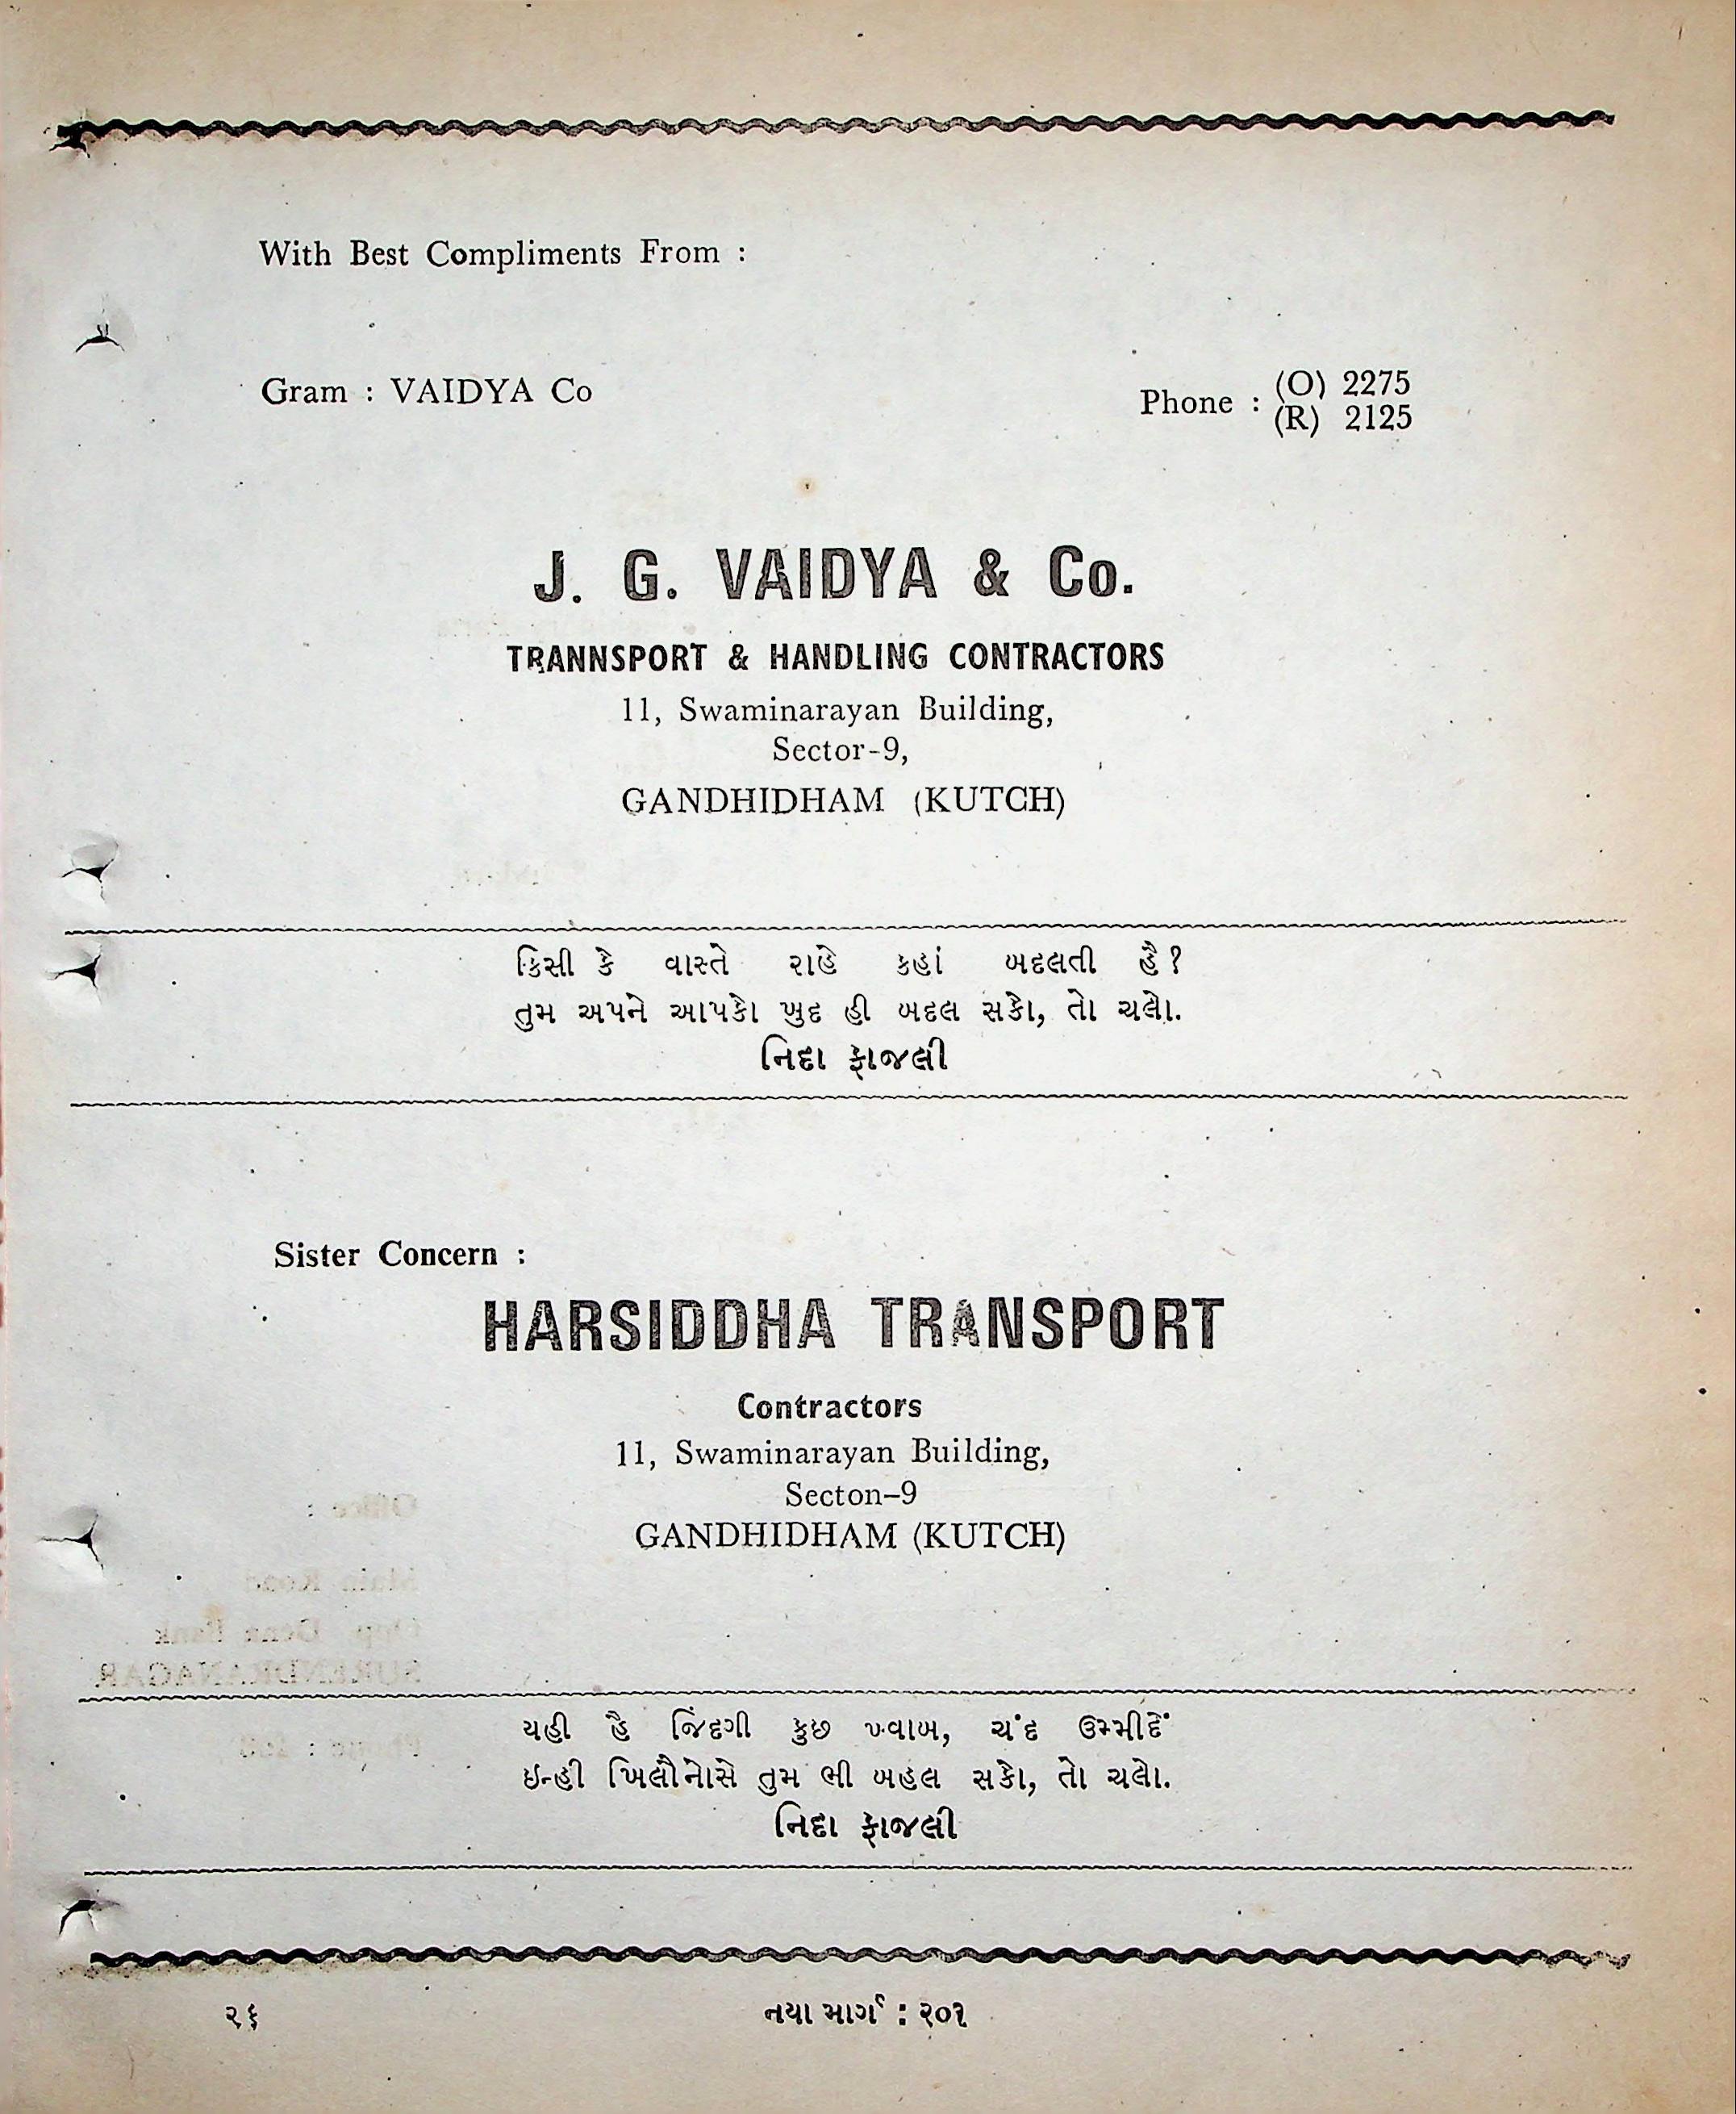 With Best Compliments From :
Gram : VAIDYA Co
Phone : (O) 2275
(R) 2125
J. G. VAIDYA & Co.
TRANNSPORT & HANDLING CONTRACTORS
11, Swaminarayan Building,
Sector-9,
GANDHIDHAM (KUTCH)
કિસી કે વાસ્તે રાહે કહાં બદલતી હૈ?
તુમ અપને આપકો ખુદ હી બદલ સકો, તો ચલો.
નિદા ફાજલી
Sister Concern :
HARSIDDHA TRANSPORT
Contractors
11, Swaminarayan Building,
Secton-9
GANDHIDHAM (KUTCH)
યહી હૈ જિંદગી કુછ ખ્વાબ, ચંદ ઉમ્મીદેં
ઇન્હી ખિલૌનોસે તુમ ભી બહલ સકો, તો ચલો.
નિદા ફાજલી
૨૬
નયા માર્ગ : ૨૦૧